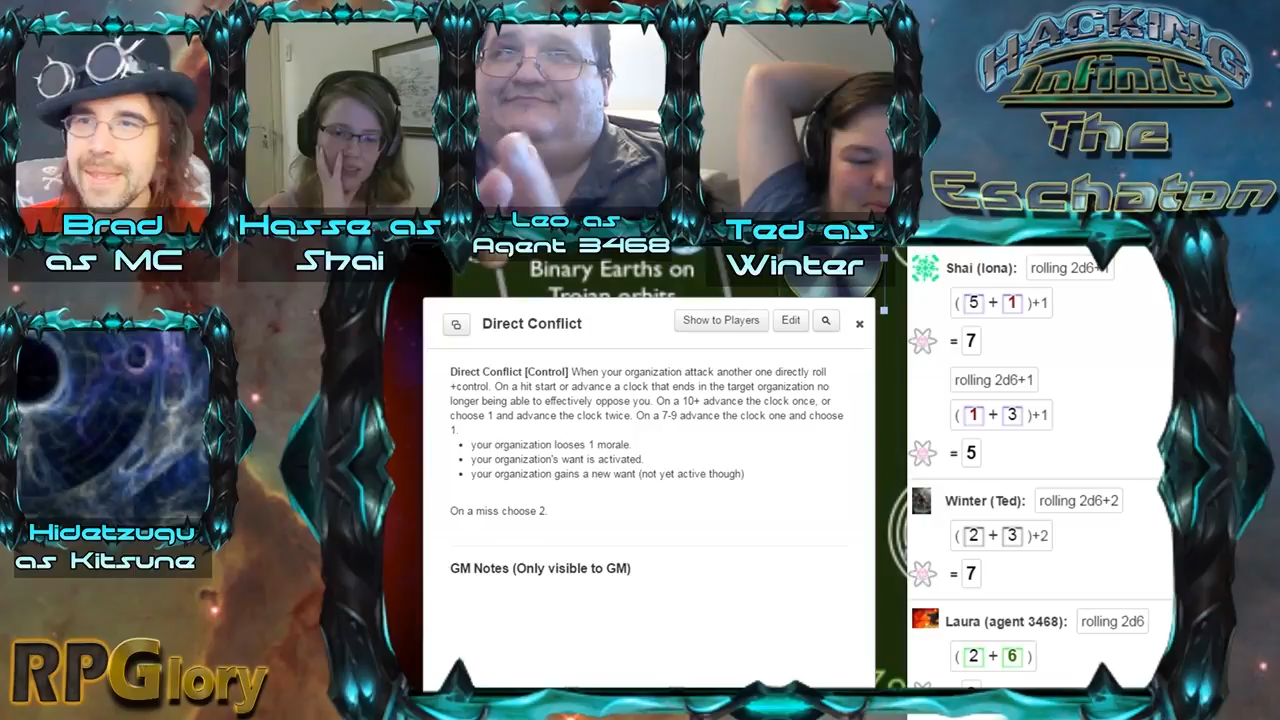 HACKING
Infinity
The
Eschaton
Brad
as MC
Hasse as
Shai
Leo as
Agent 3468
Ted as
Winter
Hidetzugu
as Kitsune
RPGlory
Binary Earths on
Trojan orbits
Direct Conflict
Show to Players
Edit
Direct Conflict [Control] When your organization attack another one directly roll
+control. On a hit start or advance a clock that ends in the target organization no
longer being able to effectively oppose you. On a 10+ advance the clock once, or
choose 1 and advance the clock twice. On a 7-9 advance the clock one and choose
1.
• your organization looses 1 morale.
• your organization's want is activated.
• your organization gains a new want (not yet active though)
On a miss choose 2.
GM Notes (Only visible to GM)
Shai (Iona): rolling 2d6+1
( 5 + 1 )+1
= 7
rolling 2d6+1
( 1 + 3 )+1
= 5
Winter (Ted): rolling 2d6+2
( 2 + 3 )+2
= 7
Laura (agent 3468): rolling 2d6
( 2 + 6 )